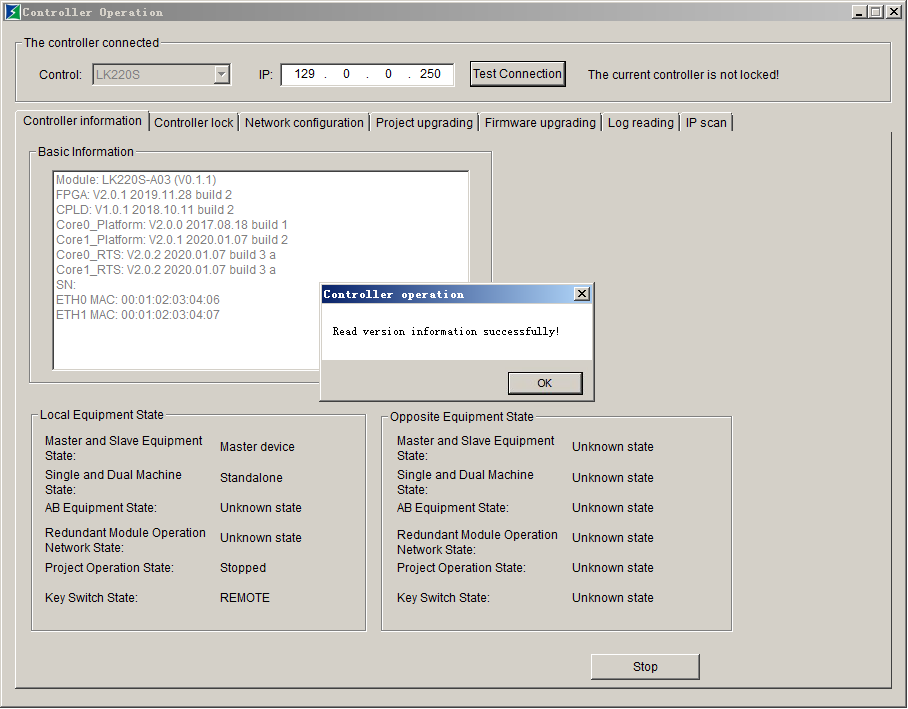 Controller Operation
The controller connected
Control: LK220S IP: 129 . 0 . 0 . 250 Test Connection The current controller is not locked!
Controller information Controller lock Network configuration Project upgrading Firmware upgrading Log reading IP scan
Basic Information
Module: LK220S-A03 (V0.1.1)
FPGA: V2.0.1 2019.11.28 build 2
CPLD: V1.0.1 2018.10.11 build 2
Core0_Platform: V2.0.0 2017.08.18 build 1
Core1_Platform: V2.0.1 2020.01.07 build 2
Core0_RTS: V2.0.2 2020.01.07 build 3 a
Core1_RTS: V2.0.2 2020.01.07 build 3 a
SN:
ETH0 MAC: 00:01:02:03:04:06
ETH1 MAC: 00:01:02:03:04:07
Controller operation
Read version information successfully!
OK
Local Equipment State
Master and Slave Equipment
State:
Master device
Single and Dual Machine
State:
Standalone
AB Equipment State: Unknown state
Redundant Module Operation
Network State:
Unknown state
Project Operation State: Stopped
Key Switch State: REMOTE
Opposite Equipment State
Master and Slave Equipment
State:
Unknown state
Single and Dual Machine
State:
Unknown state
AB Equipment State: Unknown state
Redundant Module Operation
Network State:
Unknown state
Project Operation State: Unknown state
Key Switch State: Unknown state
Stop